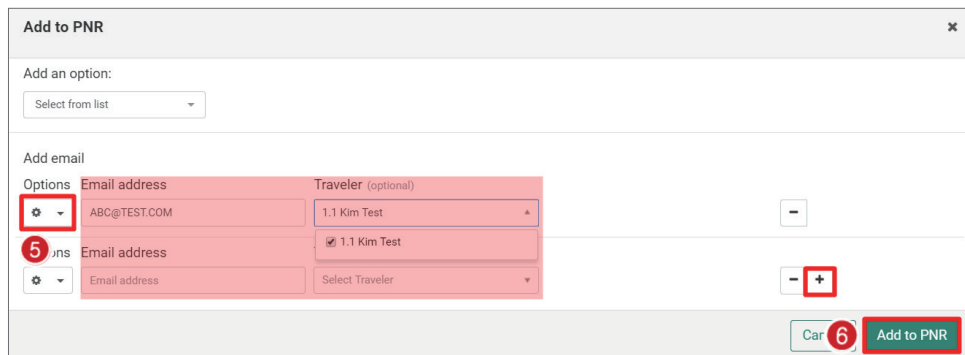 Add to PNR ×
Add an option:
Select from list
Add email
Options Email address Traveler (optional)
ABC@TEST.COM 1.1 Kim Test −
1.1 Kim Test
5 ons Email address
Email address Select Traveler − +
Can 6 Add to PNR